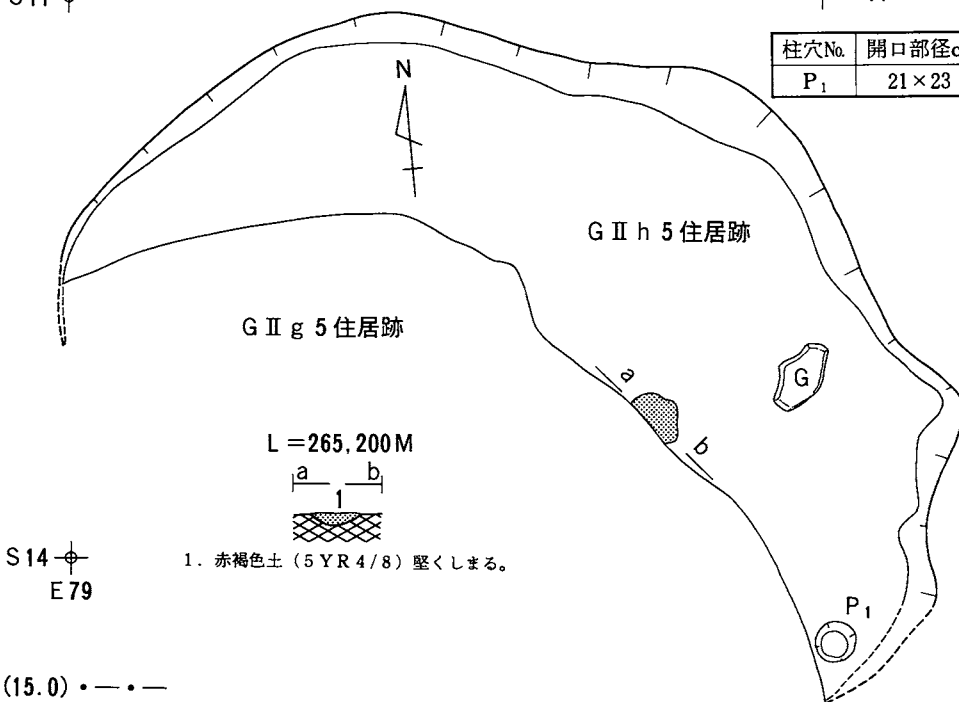 柱穴No. 開口部径
P₁ 21×23
N
GⅡh5住居跡
GⅡg5住居跡
G
a
b
L=265,200M
a b
1
1. 赤褐色土(5YR4/8)堅くしまる。
S14
E79
P₁
(15.0)・―・―